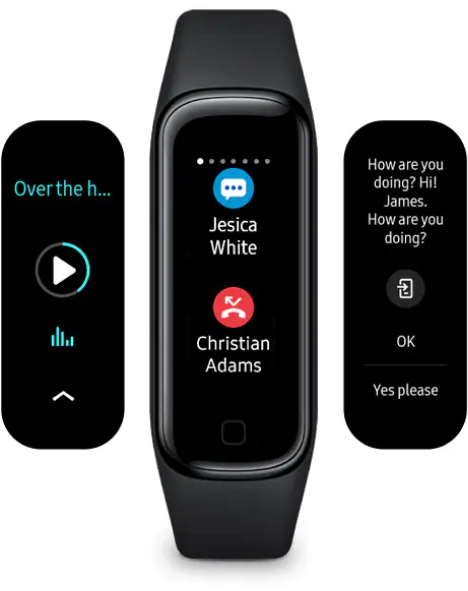 Over the h...
Jesica
White
Christian
Adams
How are you
doing? Hi!
James.
How are you
doing?
OK
Yes please